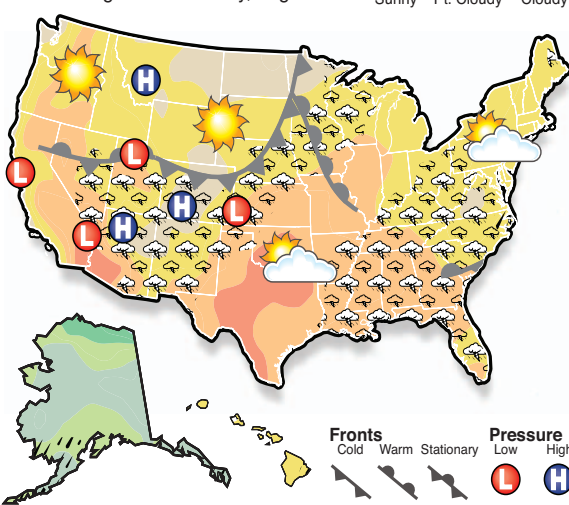 Sunny Pt. Cloudy Cloudy
H
L
L
H
L
H
L
Fronts
Cold Warm Stationary
Pressure
Low High
L H